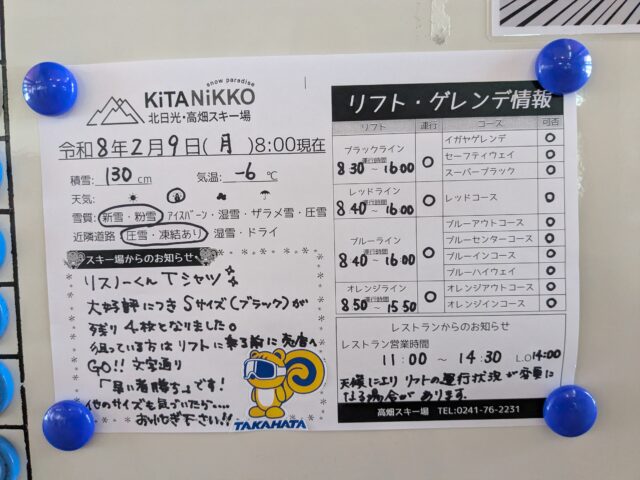 snow paradise
KiTANiKKO
北日光・高畑スキー場
令和8年2月9日(月)8:00現在
積雪: 130 cm 気温: -6 ℃
天気:
雪質: 新雪・粉雪・アイスバーン・湿雪・ザラメ雪・圧雪
近隣道路 圧雪・凍結あり・湿雪・ドライ
スキー場からのお知らせ
リスノーくんTシャツ
大好評につきSサイズ(ブラック)が
残り4枚となりました。
狙っている方はリフトに乗る前に売店へ
GO!! 文字通り
「早い者勝ち」です!
他のサイズも気づいたら....
お急ぎ下さい!!
TAKAHATA
リフト・ゲレンデ情報
リフト 運行 コース 可否
ブラックライン
運行時間
8:30 ~ 16:00 ○
イガヤゲレンデ ○
セーフティウェイ ○
スーパーブラック ○
レッドライン
運行時間
8:40 ~ 16:00 ○
レッドコース ○
ブルーライン
運行時間
8:40 ~ 16:00 ○
ブルーアウトコース ○
ブルーセンターコース ○
ブルーインコース ○
ブルーハイウェイ ○
オレンジライン
運行時間
8:50 ~ 15:50 ○
オレンジアウトコース ○
オレンジインコース ○
レストランからのお知らせ
レストラン営業時間
11:00 ~ 14:30 L.O 14:00
天候によりリフトの運行状況が変更に
なる場合があります。
高畑スキー場 TEL:0241-76-2231